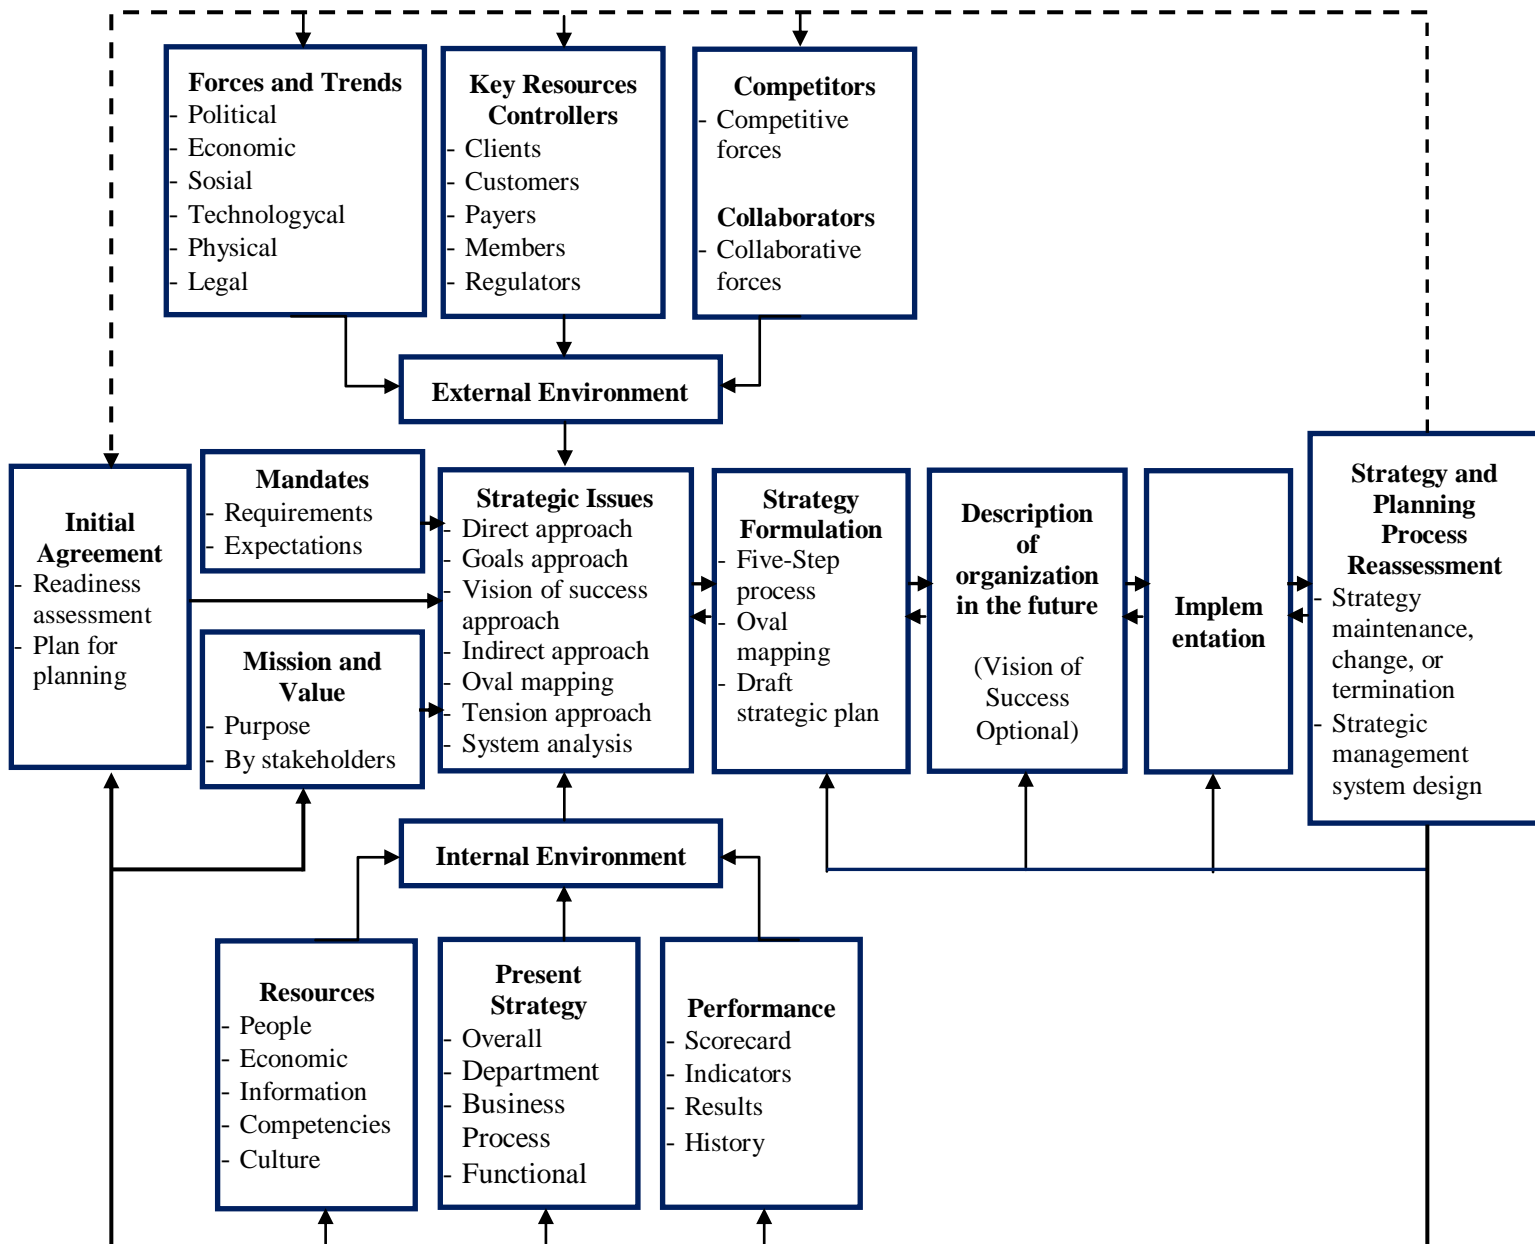 Forces and Trends
- Political
- Economic
- Sosial
- Technologycal
- Physical
- Legal
Key Resources
Controllers
- Clients
- Customers
- Payers
- Members
- Regulators
Competitors
- Competitive
forces
Collaborators
- Collaborative
forces
External Environment
Initial
Agreement
- Readiness
assessment
- Plan for
planning
Mandates
- Requirements
- Expectations
Mission and
Value
- Purpose
- By stakeholders
Strategic Issues
- Direct approach
- Goals approach
- Vision of success
approach
- Indirect approach
- Oval mapping
- Tension approach
- System analysis
Strategy
Formulation
- Five-Step
process
- Oval
mapping
- Draft
strategic plan
Description
of
organization
in the future
(Vision of
Success
Optional)
Implem
entation
Strategy and
Planning
Process
Reassessment
- Strategy
maintenance,
change, or
termination
- Strategic
management
system design
Internal Environment
Resources
- People
- Economic
- Information
- Competencies
- Culture
Present
Strategy
- Overall
- Department
- Business
Process
- Functional
Performance
- Scorecard
- Indicators
- Results
- History